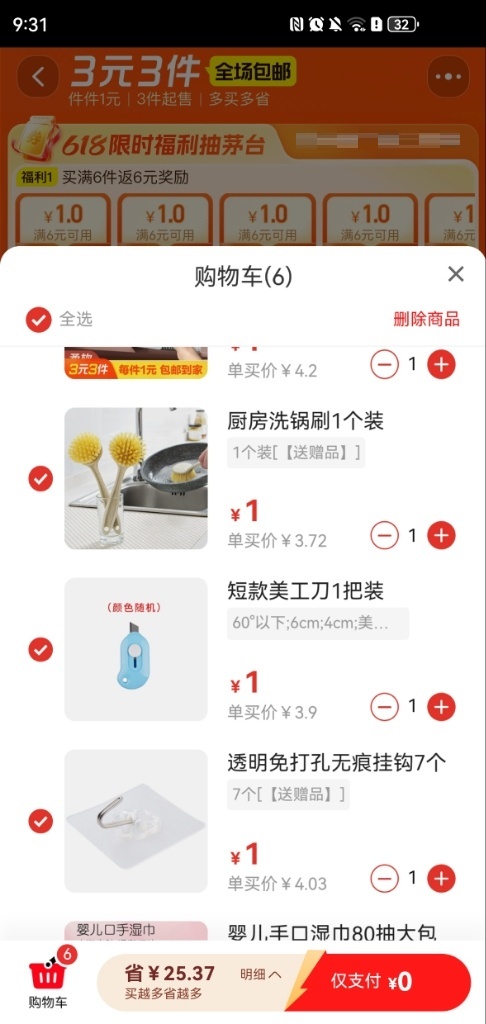 9:31
32
3元3件 全场包邮
件件1元 | 3件起售 | 多买多省
618限时福利抽茅台
福利1 买满6件返6元奖励
¥1.0 ¥1.0 ¥1.0 ¥1.0 ¥1
满6元可用 满6元可用 满6元可用 满6元可用 满6元
购物车(6)
全选 删除商品
3元3件 每件1元 包邮到家
单买价¥4.2
1
厨房洗锅刷1个装
1个装[【送赠品】]
¥1
单买价¥3.72
1
短款美工刀1把装
(颜色随机)
60°以下;6cm;4cm;美...
¥1
单买价¥3.9
1
透明免打孔无痕挂钩7个
7个[【送赠品】]
¥1
单买价¥4.03
1
婴儿口手湿巾
婴儿手口湿巾80抽大包
6
购物车
省¥25.37 明细
买越多省越多
仅支付 ¥0